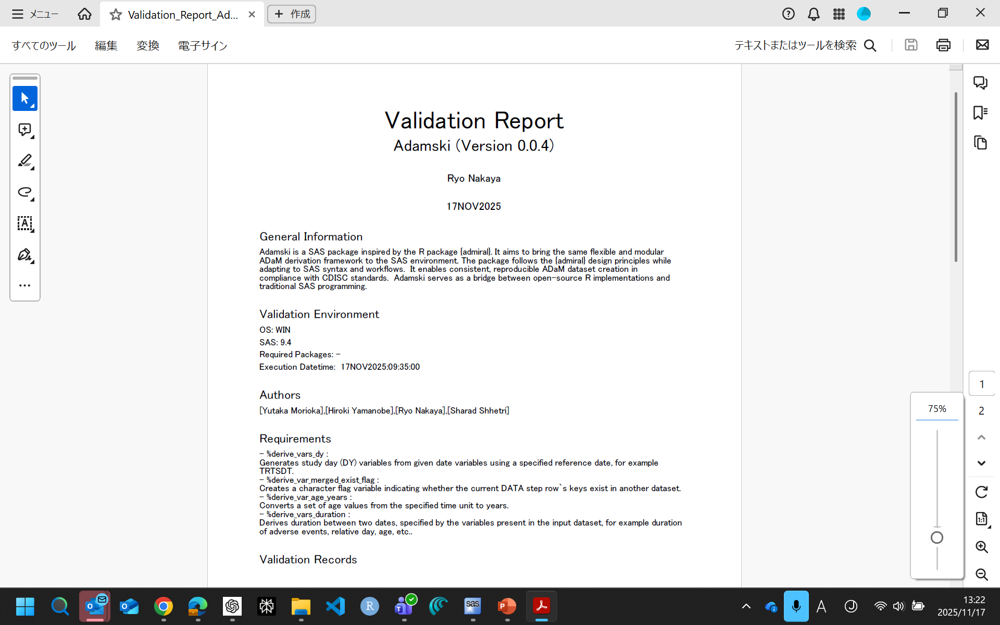 メニュー
Validation_Report_Ad...
作成
すべてのツール
編集
変換
電子サイン
テキストまたはツールを検索
Validation Report
Adamski (Version 0.0.4)
Ryo Nakaya
17NOV2025
General Information
Adamski is a SAS package inspired by the R package {admiral}. It aims to bring the same flexible and modular
ADaM derivation framework to the SAS environment. The package follows the {admiral} design principles while
adapting to SAS syntax and workflows.  It enables consistent, reproducible ADaM dataset creation in
compliance with CDISC standards.  Adamski serves as a bridge between open-source R implementations and
traditional SAS programming.
Validation Environment
OS: WIN
SAS: 9.4
Required Packages: -
Execution Datetime:  17NOV2025:09:35:00
Authors
[Yutaka Morioka],[Hiroki Yamanobe],[Ryo Nakaya],[Sharad Shhetri]
Requirements
- %derive_vars_dy :
Generates study day (DY) variables from given date variables using a specified reference date, for example
TRTSDT.
- %derive_var_merged_exist_flag :
Creates a character flag variable indicating whether the current DATA step row`s keys exist in another dataset.
- %derive_var_age_years :
Converts a set of age values from the specified time unit to years.
- %derive_vars_duration :
Derives duration between two dates, specified by the variables present in the input dataset, for example duration
of adverse events, relative day, age, etc..
Validation Records
1
75%
2
1:1
A
J
13:22
2025/11/17